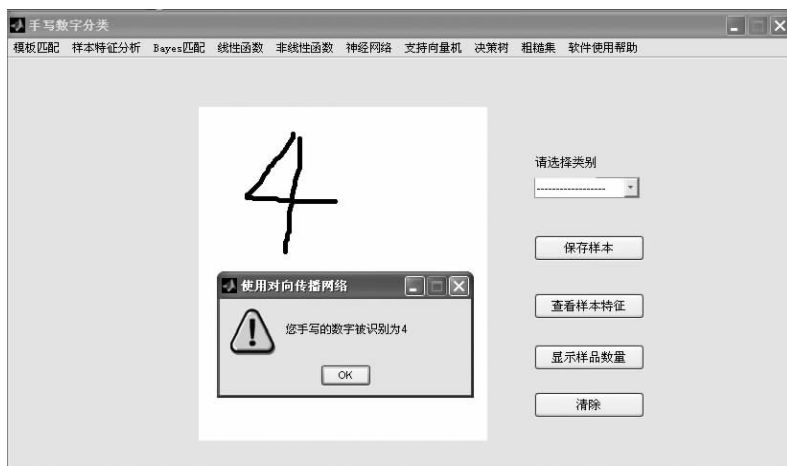 手写数字分类
模板匹配 样本特征分析 Bayes匹配 线性函数 非线性函数 神经网络 支持向量机 决策树 粗糙集 软件使用帮助
4
请选择类别
------------------
保存样本
使用对向传播网络
您手写的数字被识别为4
OK
查看样本特征
显示样品数量
清除